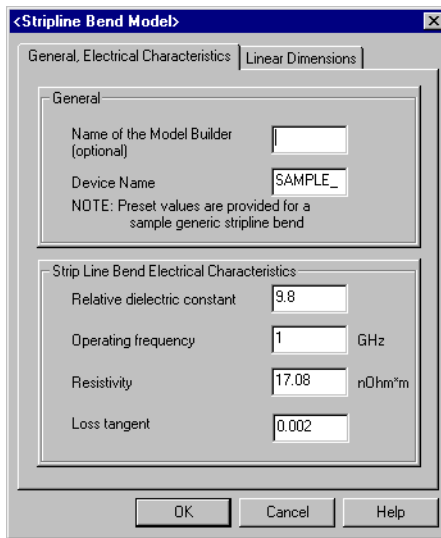 <Stripline Bend Model>
General, Electrical Characteristics
Linear Dimensions
General
Name of the Model Builder
(optional)
Device Name
SAMPLE_
NOTE: Preset values are provided for a
sample generic stripline bend
Strip Line Bend Electrical Characteristics
Relative dielectric constant
9.8
Operating frequency
1
GHz
Resistivity
17.08
nOhm*m
Loss tangent
0.002
OK
Cancel
Help